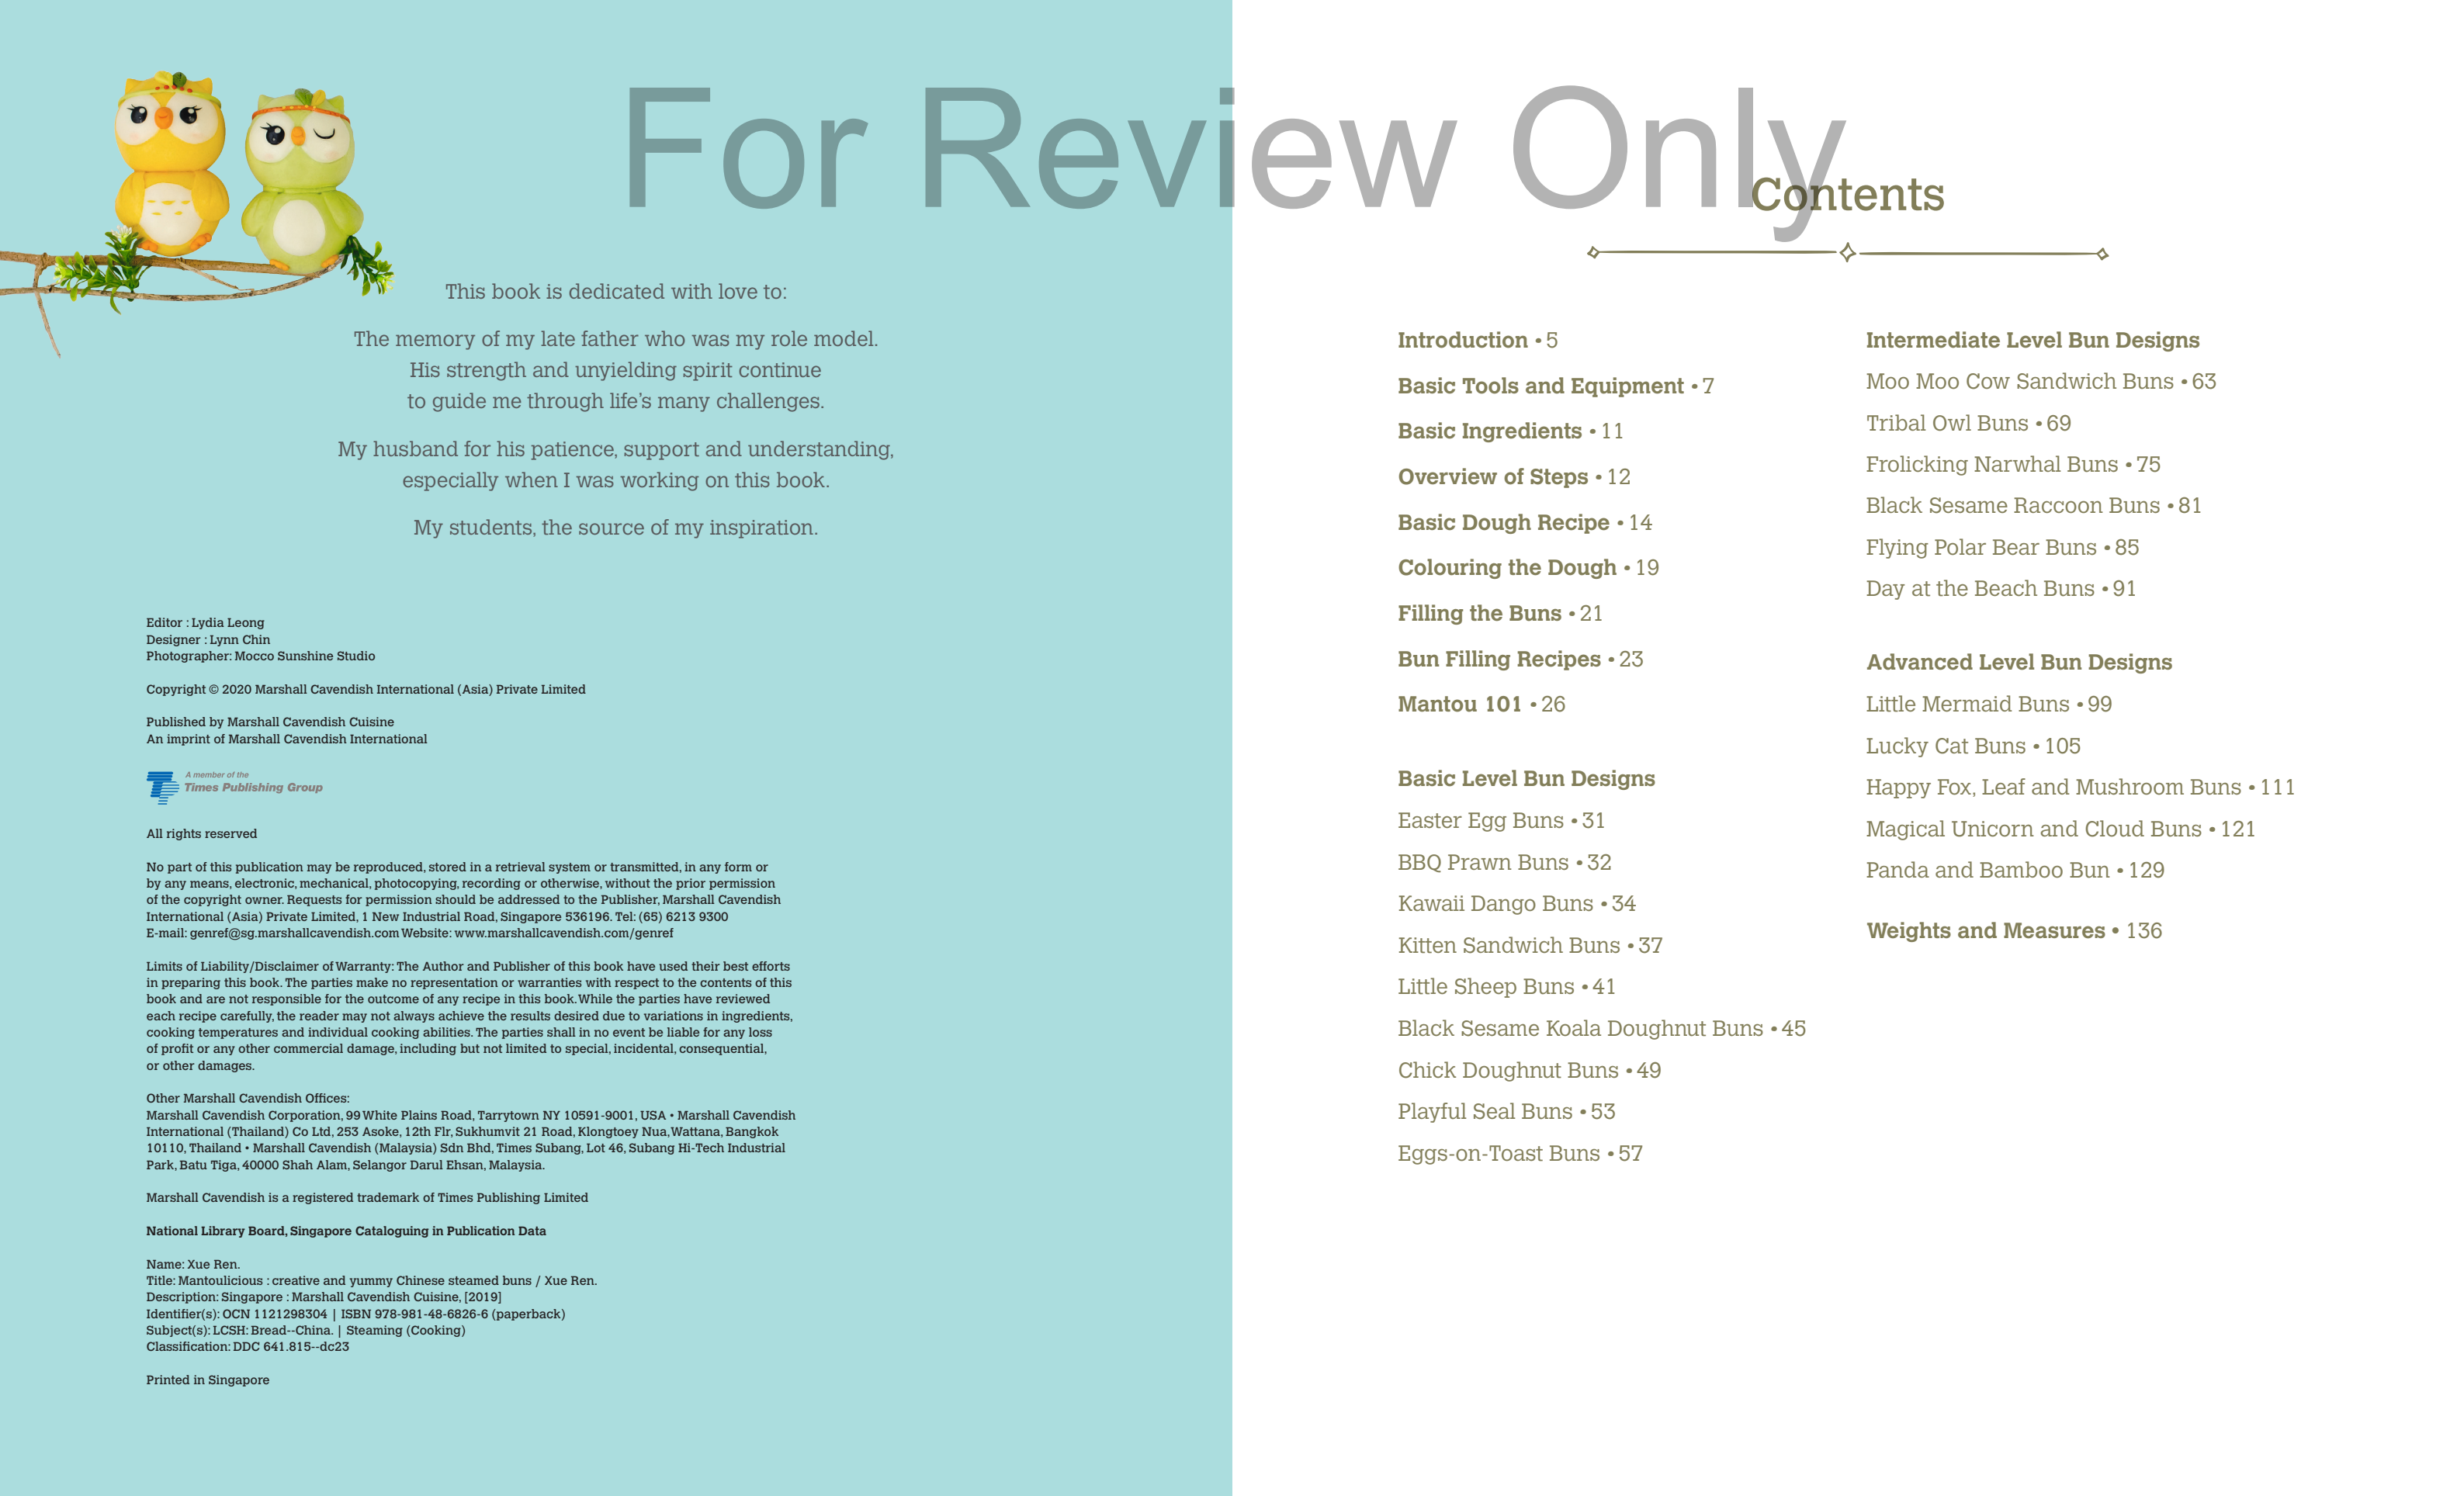 For Review Only
This book is dedicated with love to:
The memory of my late father who was my role model.
His strength and unyielding spirit continue
to guide me through life's many challenges.
My husband for his patience, support and understanding,
especially when I was working on this book.
My students, the source of my inspiration.
Editor : Lydia Leong
Designer : Lynn Chin
Photographer: Mocco Sunshine Studio
Copyright © 2020 Marshall Cavendish International (Asia) Private Limited
Published by Marshall Cavendish Cuisine
An imprint of Marshall Cavendish International
A member of the
Times Publishing Group
All rights reserved
No part of this publication may be reproduced, stored in a retrieval system or transmitted, in any form or
by any means, electronic, mechanical, photocopying, recording or otherwise, without the prior permission
of the copyright owner. Requests for permission should be addressed to the Publisher, Marshall Cavendish
International (Asia) Private Limited, 1 New Industrial Road, Singapore 536196. Tel: (65) 6213 9300
E-mail: genref@sg.marshallcavendish.com Website: www.marshallcavendish.com/genref
Limits of Liability/Disclaimer of Warranty: The Author and Publisher of this book have used their best efforts
in preparing this book. The parties make no representation or warranties with respect to the contents of this
book and are not responsible for the outcome of any recipe in this book. While the parties have reviewed
each recipe carefully, the reader may not always achieve the results desired due to variations in ingredients,
cooking temperatures and individual cooking abilities. The parties shall in no event be liable for any loss
of profit or any other commercial damage, including but not limited to special, incidental, consequential,
or other damages.
Other Marshall Cavendish Offices:
Marshall Cavendish Corporation, 99 White Plains Road, Tarrytown NY 10591-9001, USA • Marshall Cavendish
International (Thailand) Co Ltd, 253 Asoke, 12th Flr, Sukhumvit 21 Road, Klongtoey Nua, Wattana, Bangkok
10110, Thailand • Marshall Cavendish (Malaysia) Sdn Bhd, Times Subang, Lot 46, Subang Hi-Tech Industrial
Park, Batu Tiga, 40000 Shah Alam, Selangor Darul Ehsan, Malaysia.
Marshall Cavendish is a registered trademark of Times Publishing Limited
National Library Board, Singapore Cataloguing in Publication Data
Name: Xue Ren.
Title: Mantoulicious : creative and yummy Chinese steamed buns / Xue Ren.
Description: Singapore : Marshall Cavendish Cuisine, [2019]
Identifier(s): OCN 1121298304 | ISBN 978-981-48-6826-6 (paperback)
Subject(s): LCSH: Bread--China. | Steaming (Cooking)
Classification: DDC 641.815--dc23
Printed in Singapore
Contents
Introduction • 5
Basic Tools and Equipment • 7
Basic Ingredients • 11
Overview of Steps • 12
Basic Dough Recipe • 14
Colouring the Dough • 19
Filling the Buns • 21
Bun Filling Recipes • 23
Mantou 101 • 26
Basic Level Bun Designs
Easter Egg Buns • 31
BBQ Prawn Buns • 32
Kawaii Dango Buns • 34
Kitten Sandwich Buns • 37
Little Sheep Buns • 41
Black Sesame Koala Doughnut Buns • 45
Chick Doughnut Buns • 49
Playful Seal Buns • 53
Eggs-on-Toast Buns • 57
Intermediate Level Bun Designs
Moo Moo Cow Sandwich Buns • 63
Tribal Owl Buns • 69
Frolicking Narwhal Buns • 75
Black Sesame Raccoon Buns • 81
Flying Polar Bear Buns • 85
Day at the Beach Buns • 91
Advanced Level Bun Designs
Little Mermaid Buns • 99
Lucky Cat Buns • 105
Happy Fox, Leaf and Mushroom Buns • 111
Magical Unicorn and Cloud Buns • 121
Panda and Bamboo Bun • 129
Weights and Measures • 136